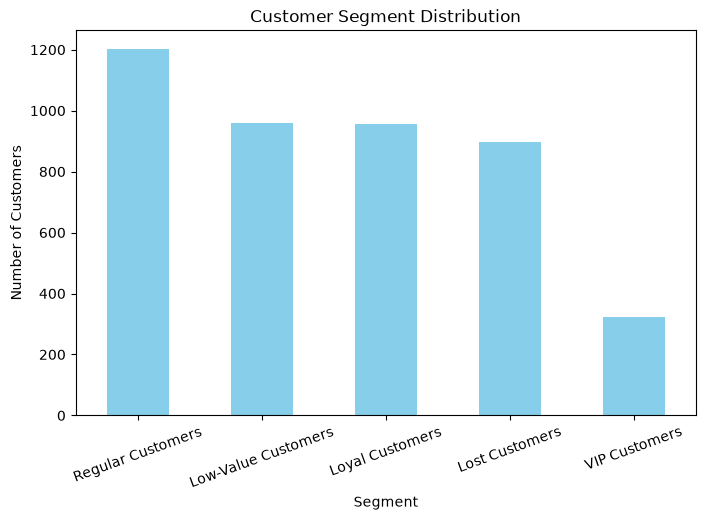 Customer Segment Distribution
Number of Customers
1200
1000
800
600
400
200
0
Regular Customers
Low-Value Customers
Loyal Customers
Lost Customers
VIP Customers
Segment